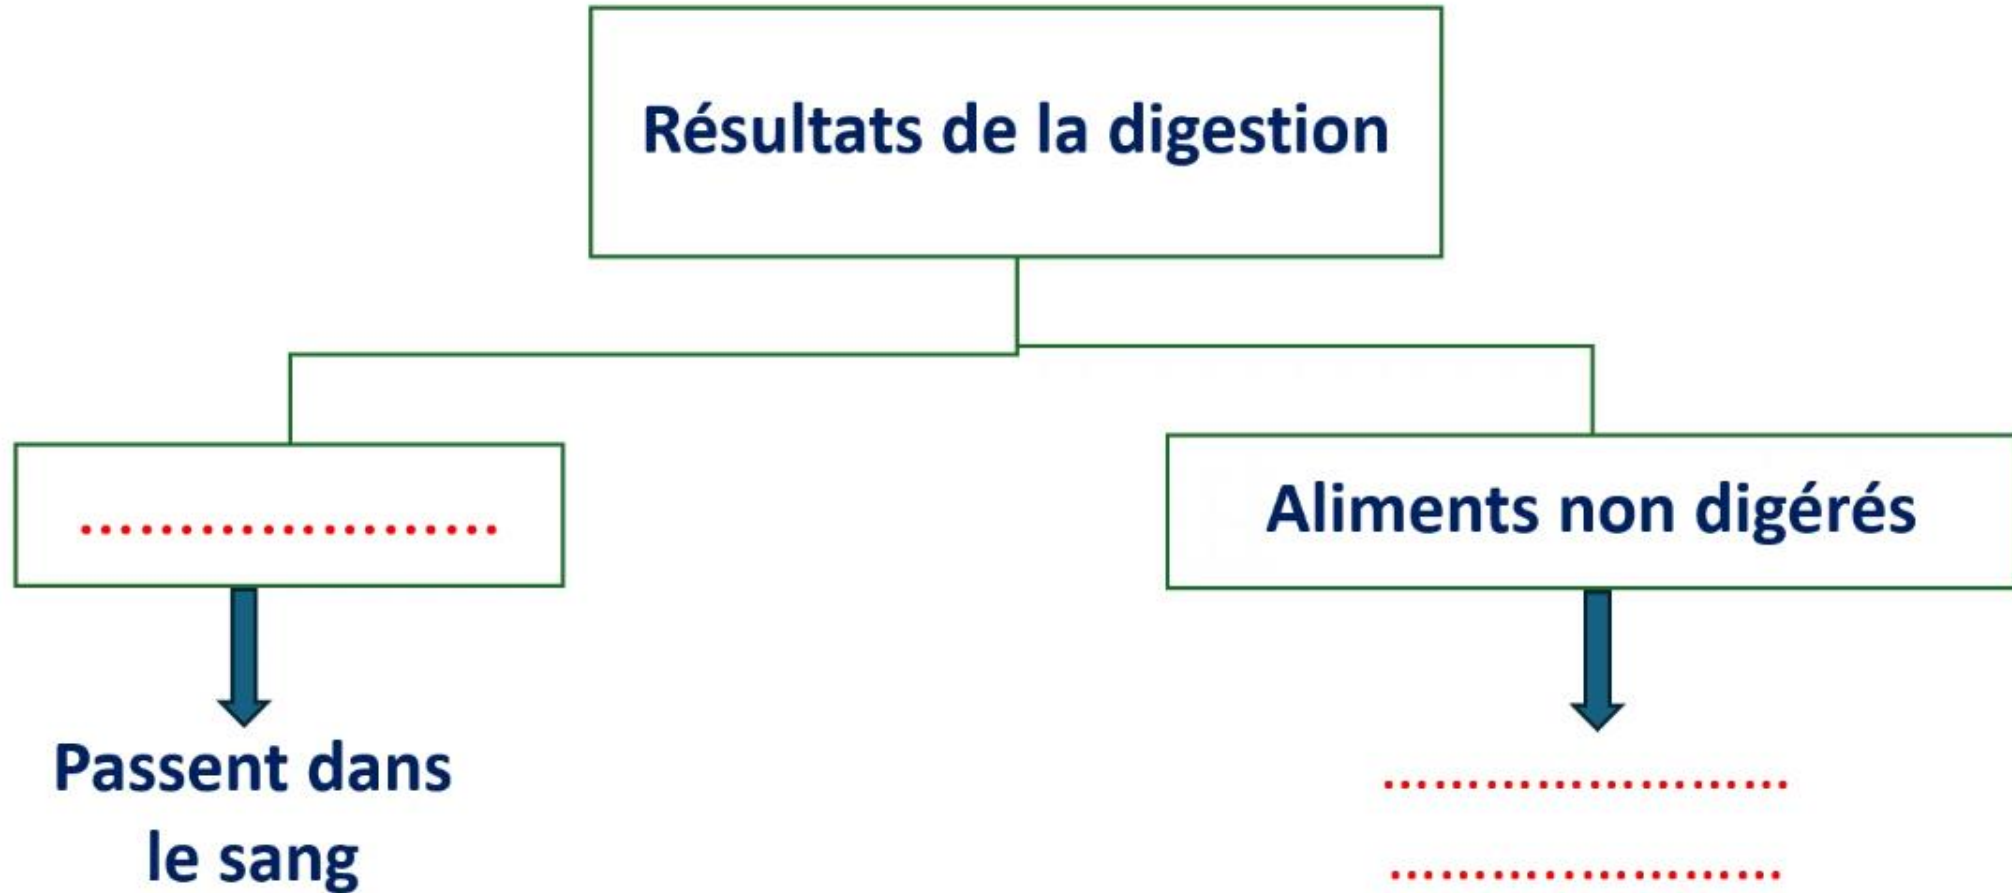 Résultats de la digestion
.....................
Aliments non digérés
Passent dans
le sang
........................
.......................